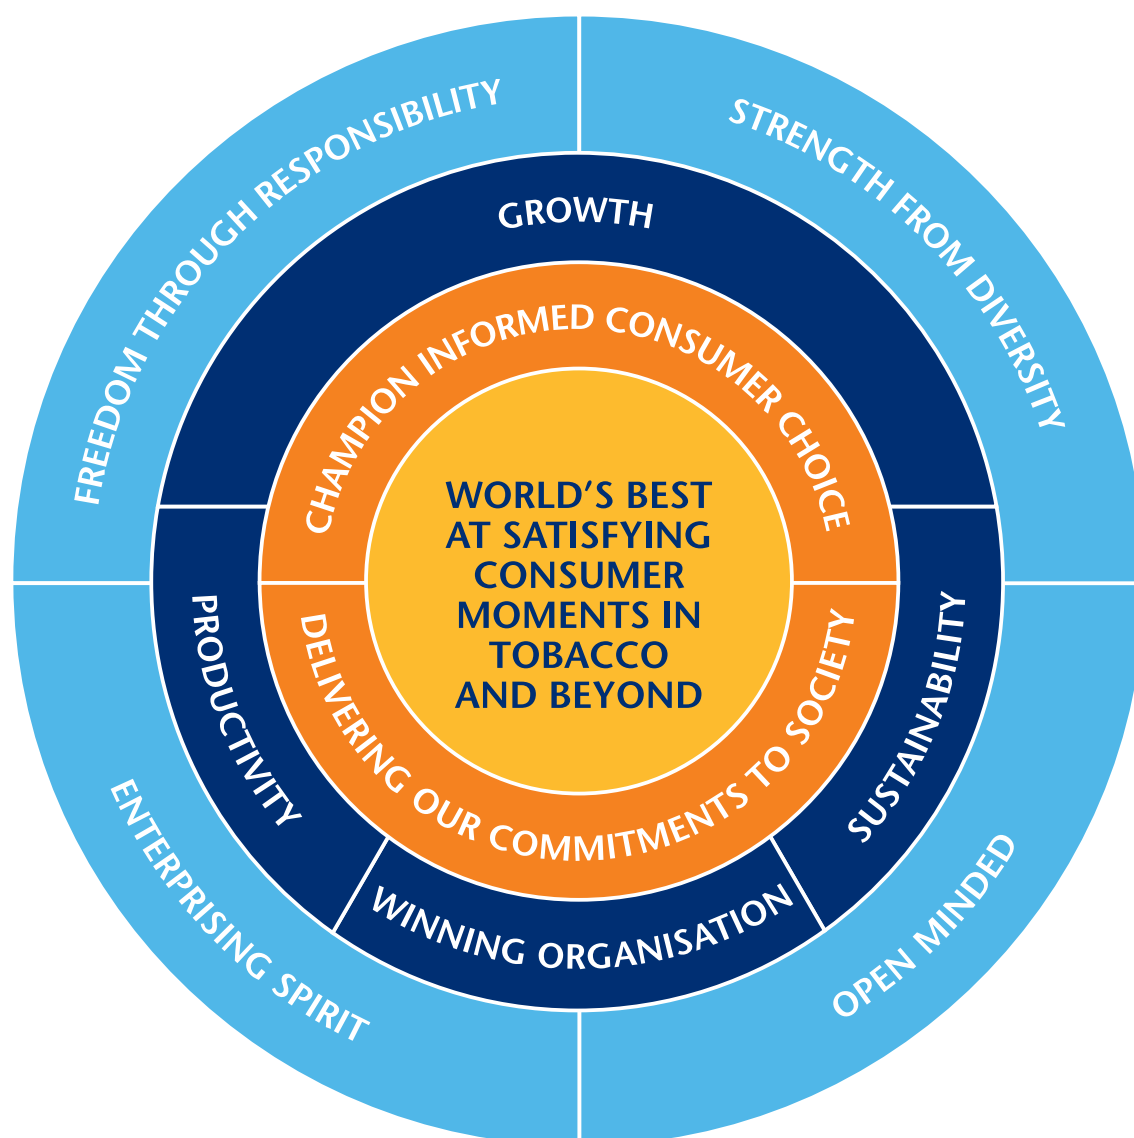 FREEDOM THROUGH RESPONSIBILITY
STRENGTH FROM DIVERSITY
GROWTH
CHAMPION INFORMED CONSUMER CHOICE
WORLD’S BEST
AT SATISFYING
CONSUMER
MOMENTS IN
TOBACCO
AND BEYOND
DELIVERING OUR COMMITMENTS TO SOCIETY
PRODUCTIVITY
WINNING ORGANISATION
SUSTAINABILITY
ENTERPRISING SPIRIT
OPEN MINDED